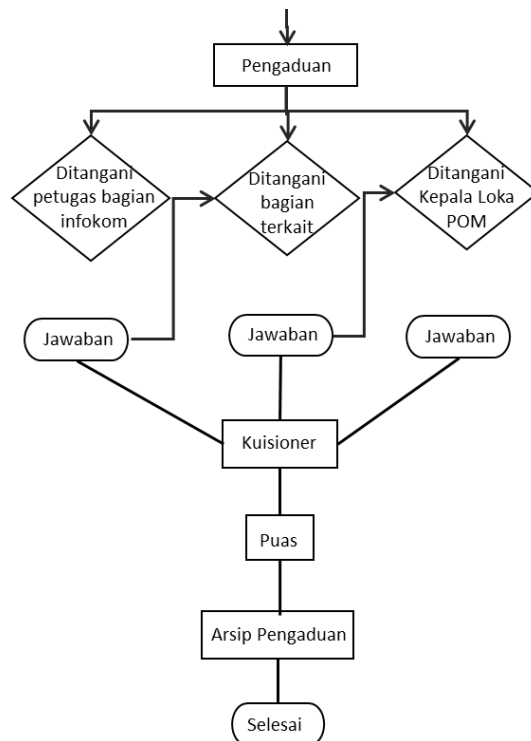 Pengaduan
Ditangani
petugas bagian
infokom
Ditangani
bagian
terkait
Ditangani
Kepala Loka
POM
Jawaban
Jawaban
Jawaban
Kuisioner
Puas
Arsip Pengaduan
Selesai